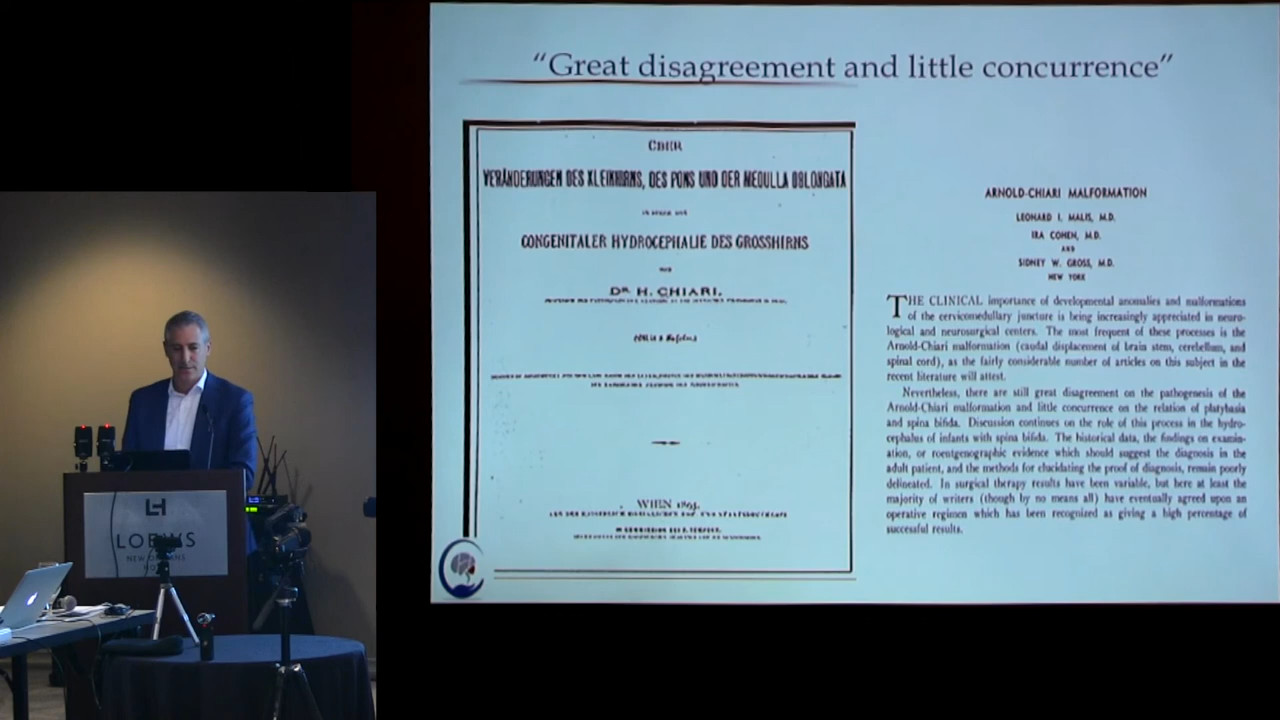 “Great disagreement and little concurrence”
ÜBER
VERÄNDERUNGEN DES KLEINHIRNS, DES PONS UND DER MEDULLA OBLONGATA
CONGENITALER HYDROCEPHALIE DES GROSSHIRNS
DR. H. CHIARI.
WIEN 1895.
ARNOLD-CHIARI MALFORMATION
LEONARD I. MALIS, M.D.
IRA COHEN, M.D.
AND
SIDNEY W. GROSS, M.D.
NEW YORK
THE CLINICAL importance of developmental anomalies and malformations
of the cervicomedullary juncture is being increasingly appreciated in neuro-
logical and neurosurgical centers. The most frequent of these processes is the
Arnold-Chiari malformation (caudal displacement of brain stem, cerebellum, and
spinal cord), as the fairly considerable number of articles on this subject in the
recent literature will attest.
Nevertheless, there are still great disagreement on the pathogenesis of the
Arnold-Chiari malformation and little concurrence on the relation of platybasia
and spina bifida. Discussion continues on the role of this process in the hydro-
cephalus of infants with spina bifida. The historical data, the findings on examin-
ation, or roentgenographic evidence which should suggest the diagnosis in the
adult patient, and the methods for elucidating the proof of diagnosis, remain poorly
delineated. In surgical therapy results have been variable, but here at least the
majority of writers (though by no means all) have eventually agreed upon an
operative regimen which has been recognized as giving a high percentage of
successful results.
LOEWS
NEW ORLEANS